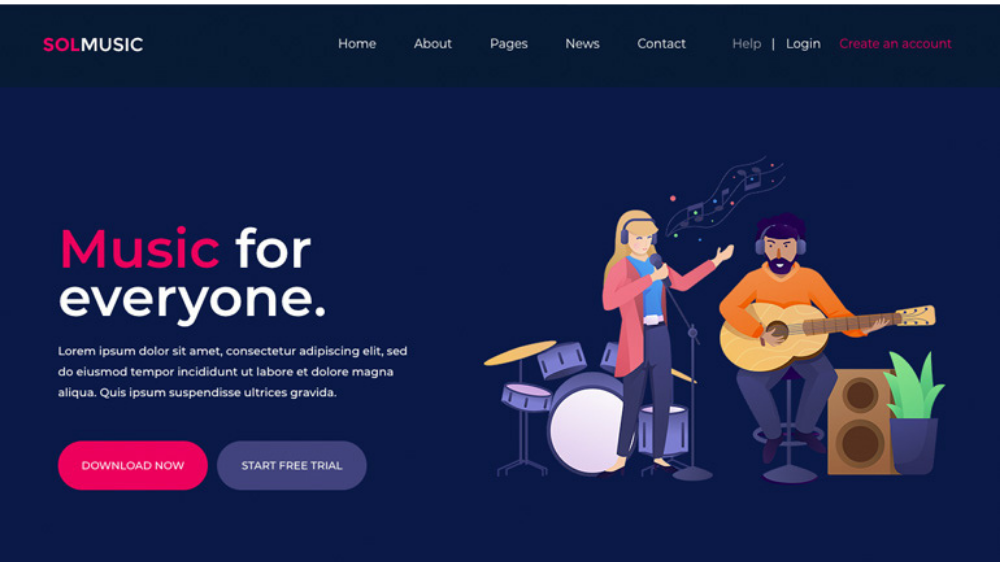 SOLMUSIC
Home About Pages News Contact Help | Login Create an account
Music for
everyone.
Lorem ipsum dolor sit amet, consectetur adipiscing elit, sed
do eiusmod tempor incididunt ut labore et dolore magna
aliqua. Quis ipsum suspendisse ultrices gravida.
DOWNLOAD NOW
START FREE TRIAL